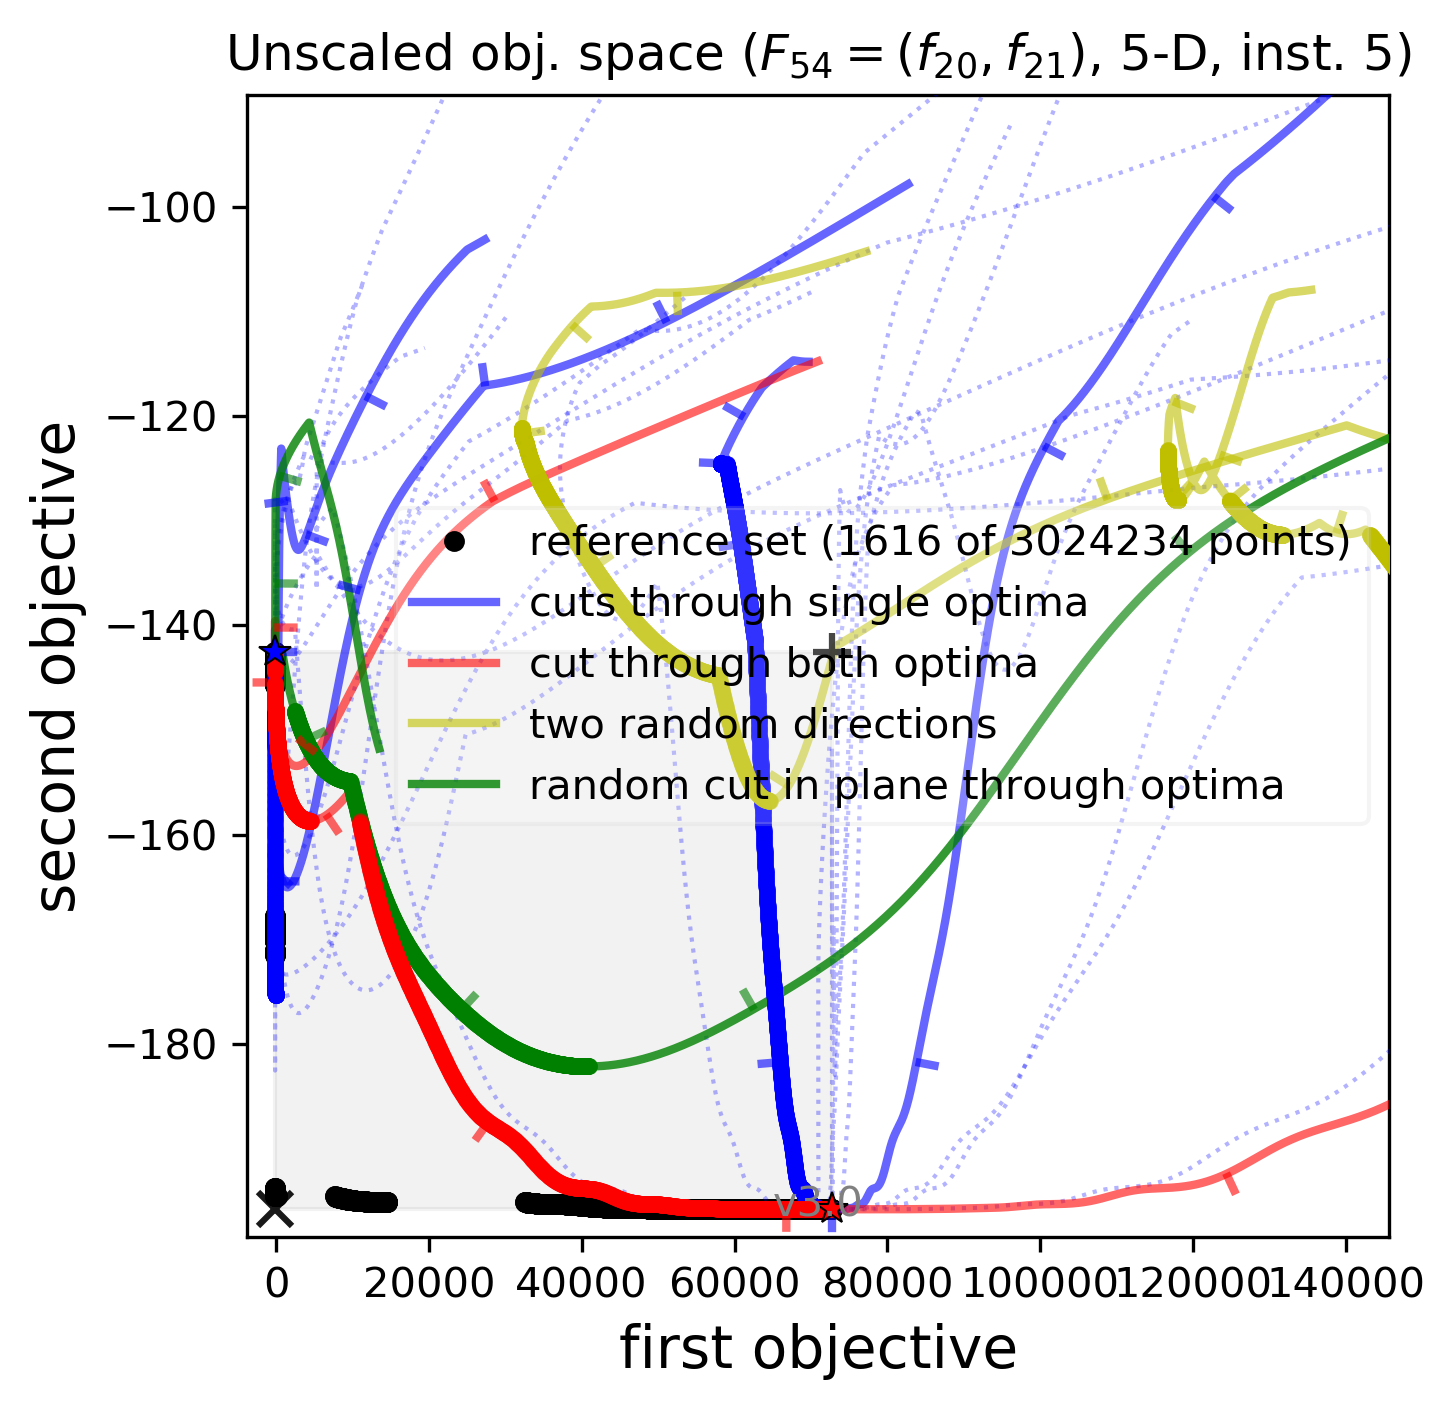 Unscaled obj. space (F54 = (f20, f21), 5-D, inst. 5)
−100
−120
−140
−160
−180
second objective
reference set (1616 of 3024234 points)
cuts through single optima
cut through both optima
two random directions
random cut in plane through optima
v3.0
0 20000 40000 60000 80000 100000 120000 140000
first objective